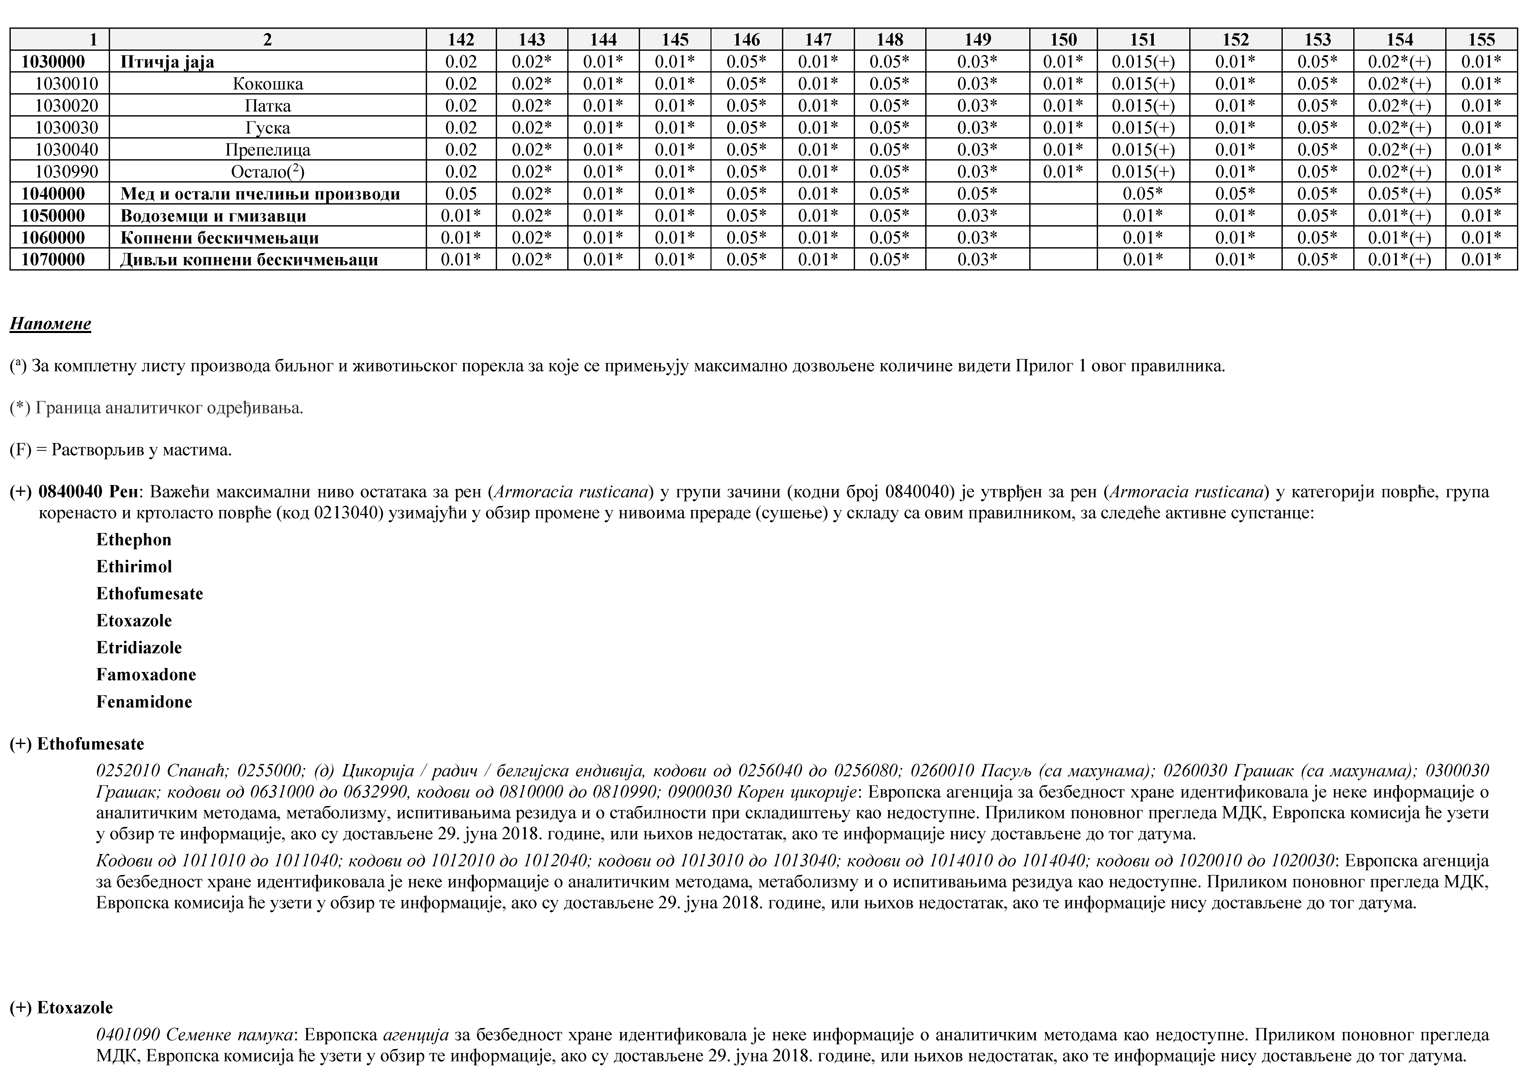 1 2 142 143 144 145 146 147 148 149 150 151 152 153 154 155
1030000 Птичја јаја 0.02 0.02* 0.01* 0.01* 0.05* 0.01* 0.05* 0.03* 0.01* 0.015(+) 0.01* 0.05* 0.02*(+) 0.01*
1030010 Кокошка 0.02 0.02* 0.01* 0.01* 0.05* 0.01* 0.05* 0.03* 0.01* 0.015(+) 0.01* 0.05* 0.02*(+) 0.01*
1030020 Патка 0.02 0.02* 0.01* 0.01* 0.05* 0.01* 0.05* 0.03* 0.01* 0.015(+) 0.01* 0.05* 0.02*(+) 0.01*
1030030 Гуска 0.02 0.02* 0.01* 0.01* 0.05* 0.01* 0.05* 0.03* 0.01* 0.015(+) 0.01* 0.05* 0.02*(+) 0.01*
1030040 Препелица 0.02 0.02* 0.01* 0.01* 0.05* 0.01* 0.05* 0.03* 0.01* 0.015(+) 0.01* 0.05* 0.02*(+) 0.01*
1030990 Остало(²) 0.02 0.02* 0.01* 0.01* 0.05* 0.01* 0.05* 0.03* 0.01* 0.015(+) 0.01* 0.05* 0.02*(+) 0.01*
1040000 Мед и остали пчелињи производи 0.05 0.02* 0.01* 0.01* 0.05* 0.01* 0.05* 0.05* 0.05* 0.05* 0.05* 0.05*(+) 0.05*
1050000 Водоземци и гмизавци 0.01* 0.02* 0.01* 0.01* 0.05* 0.01* 0.05* 0.03* 0.01* 0.01* 0.05* 0.01*(+) 0.01*
1060000 Копнени бескичмењаци 0.01* 0.02* 0.01* 0.01* 0.05* 0.01* 0.05* 0.03* 0.01* 0.01* 0.05* 0.01*(+) 0.01*
1070000 Дивљи копнени бескичмењаци 0.01* 0.02* 0.01* 0.01* 0.05* 0.01* 0.05* 0.03* 0.01* 0.01* 0.05* 0.01*(+) 0.01*
Напомене
(ᵃ) За комплетну листу производа биљног и животињског порекла за које се примењују максимално дозвољене количине видети Прилог 1 овог правилника.
(*) Граница аналитичког одређивања.
(F) = Растворљив у мастима.
(+) 0840040 Рен: Важећи максимални ниво остатака за рен (Armoracia rusticana) у групи зачини (кодни број 0840040) је утврђен за рен (Armoracia rusticana) у категорији поврће, група
коренасто и кртоласто поврће (код 0213040) узимајући у обзир промене у нивоима прераде (сушење) у складу са овим правилником, за следеће активне супстанце:
Ethephon
Ethirimol
Ethofumesate
Etoxazole
Etridiazole
Famoxadone
Fenamidone
(+) Ethofumesate
0252010 Спанаћ; 0255000; (д) Цикорија / радич / белгијска ендивија, кодови од 0256040 до 0256080; 0260010 Пасуљ (са махунама); 0260030 Грашак (са махунама); 0300030
Грашак; кодови од 0631000 до 0632990, кодови од 0810000 до 0810990; 0900030 Корен цикорије: Европска агенција за безбедност хране идентификовала је неке информације о
аналитичким методама, метаболизму, испитивањима резидуа и о стабилности при складиштењу као недоступне. Приликом поновног прегледа МДК, Европска комисија ће узети
у обзир те информације, ако су достављене 29. јуна 2018. године, или њихов недостатак, ако те информације нису достављене до тог датума.
Кодови од 1011010 до 1011040; кодови од 1012010 до 1012040; кодови од 1013010 до 1013040; кодови од 1014010 до 1014040; кодови од 1020010 до 1020030: Европска агенција
за безбедност хране идентификовала је неке информације о аналитичким методама, метаболизму и о испитивањима резидуа као недоступне. Приликом поновног прегледа МДК,
Европска комисија ће узети у обзир те информације, ако су достављене 29. јуна 2018. године, или њихов недостатак, ако те информације нису достављене до тог датума.
(+) Etoxazole
0401090 Семенке памука: Европска агенција за безбедност хране идентификовала је неке информације о аналитичким методама као недоступне. Приликом поновног прегледа
МДК, Европска комисија ће узети у обзир те информације, ако су достављене 29. јуна 2018. године, или њихов недостатак, ако те информације нису достављене до тог датума.